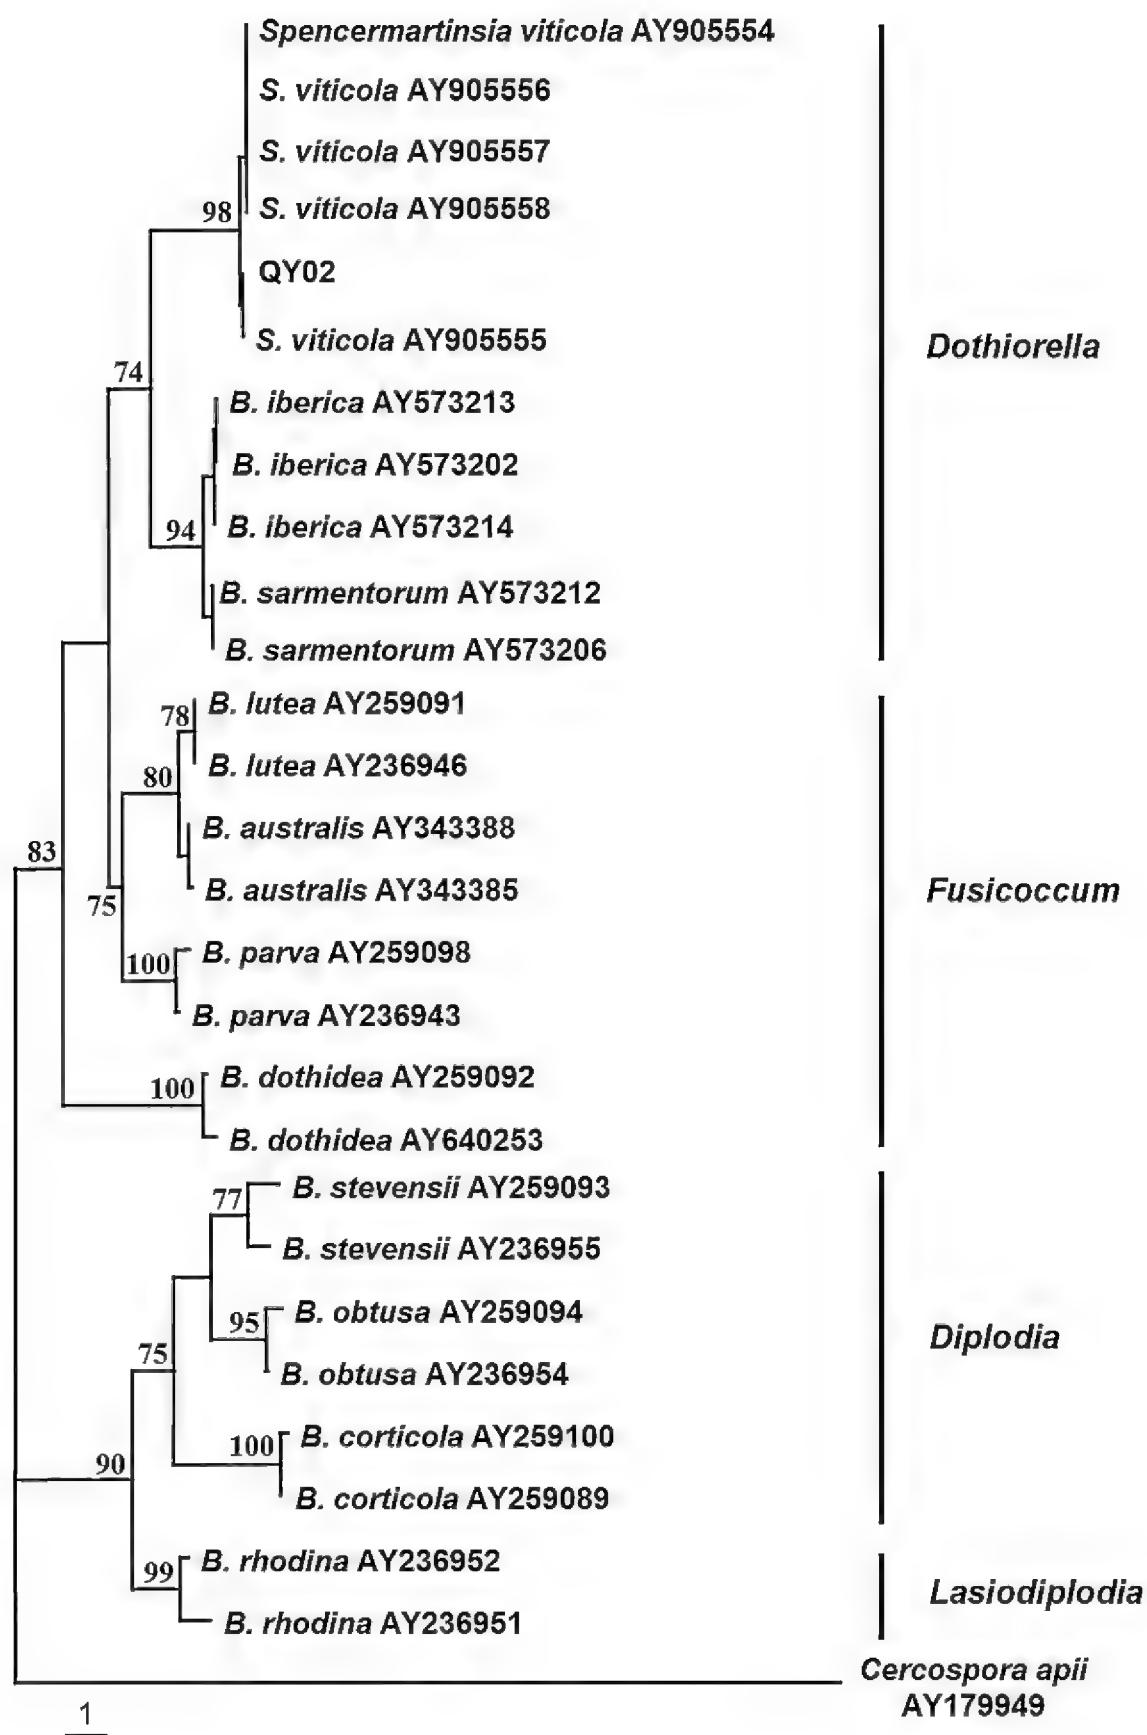 Spencermartinsia viticola AY905554
S. viticola AY905556
S. viticola AY905557
S. viticola AY905558
98
QY02
S. viticola AY905555
Dothiorella
74
B. iberica AY573213
B. iberica AY573202
B. iberica AY573214
94
B. sarmentorum AY573212
B. sarmentorum AY573206
B. lutea AY259091
78
B. lutea AY236946
80
B. australis AY343388
83
B. australis AY343385
Fusicoccum
75
B. parva AY259098
100
B. parva AY236943
B. dothidea AY259092
100
B. dothidea AY640253
B. stevensii AY259093
77
B. stevensii AY236955
B. obtusa AY259094
95
Diplodia
75
B. obtusa AY236954
B. corticola AY259100
100
90
B. corticola AY259089
B. rhodina AY236952
99
Lasiodiplodia
B. rhodina AY236951
Cercospora apii
AY179949
1